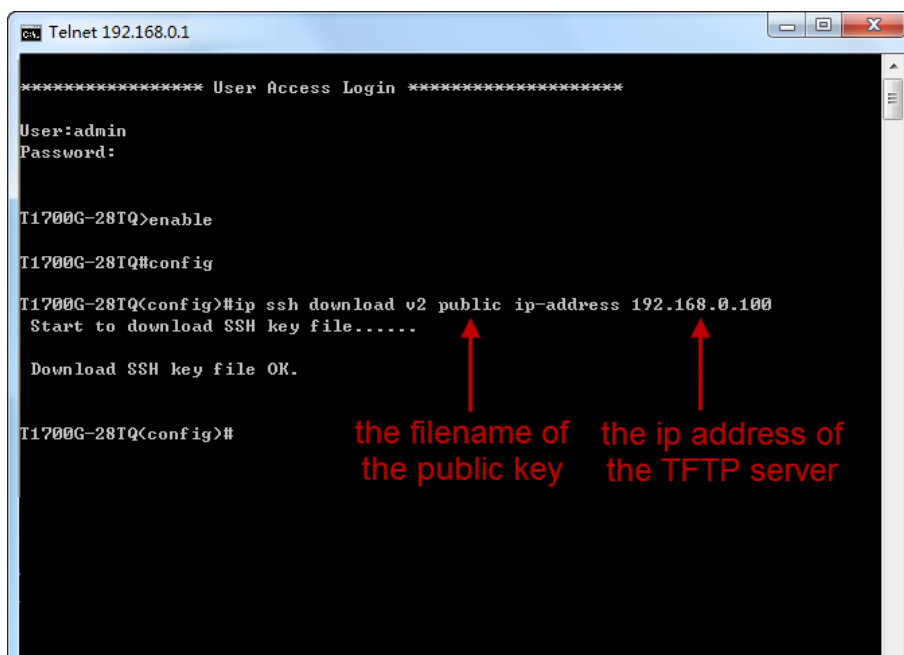 Telnet 192.168.0.1
***************** User Access Login ********************
User:admin
Password:
T1700G-28TQ>enable
T1700G-28TQ#config
T1700G-28TQ(config)#ip ssh download v2 public ip-address 192.168.0.100
Start to download SSH key file......
Download SSH key file OK.
T1700G-28TQ(config)#
the filename of
the public key
the ip address of
the TFTP server